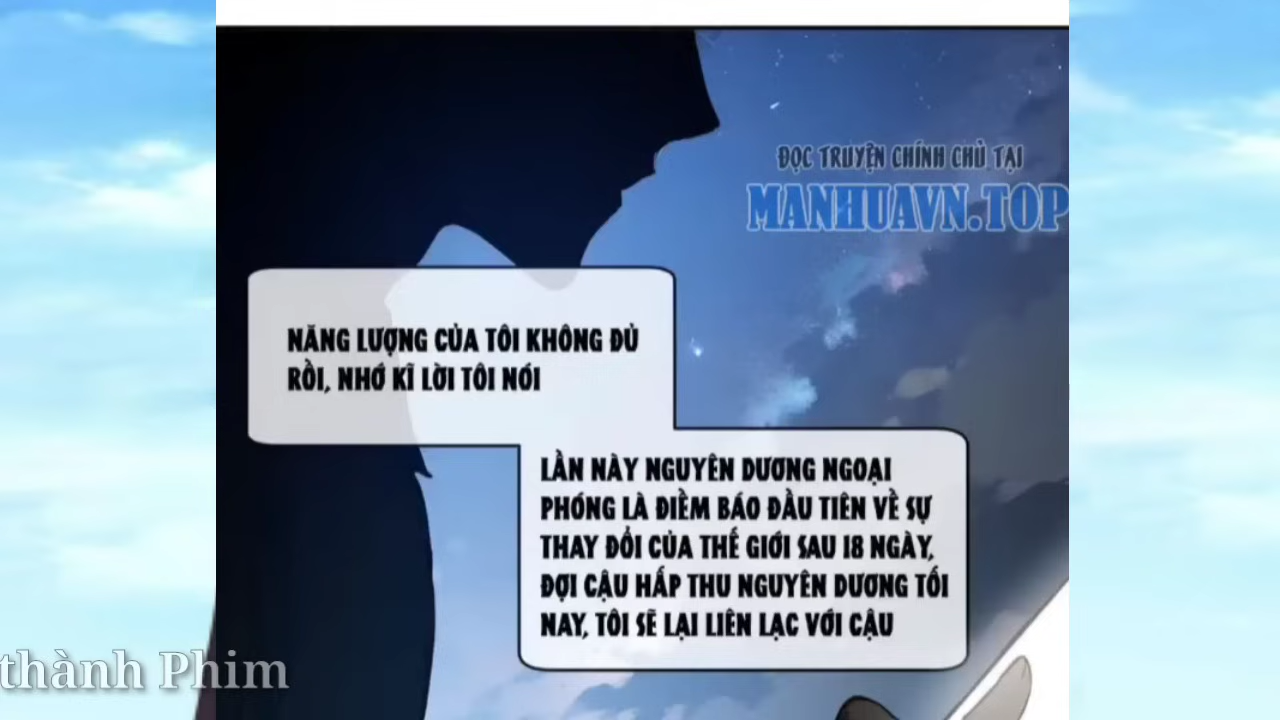 ĐỌC TRUYỆN CHÍNH CHỦ TẠI
MANHUAVN.TOP
NĂNG LƯỢNG CỦA TÔI KHÔNG ĐỦ
RỒI, NHỚ KĨ LỜI TÔI NÓI
LẦN NÀY NGUYÊN DƯƠNG NGOẠI
PHÓNG LÀ ĐIỀM BÁO ĐẦU TIÊN VỀ SỰ
THAY ĐỔI CỦA THẾ GIỚI SAU 18 NGÀY,
ĐỢI CẬU HẤP THU NGUYÊN DƯƠNG TỐI
NAY, TÔI SẼ LẠI LIÊN LẠC VỚI CẬU
thành Phim